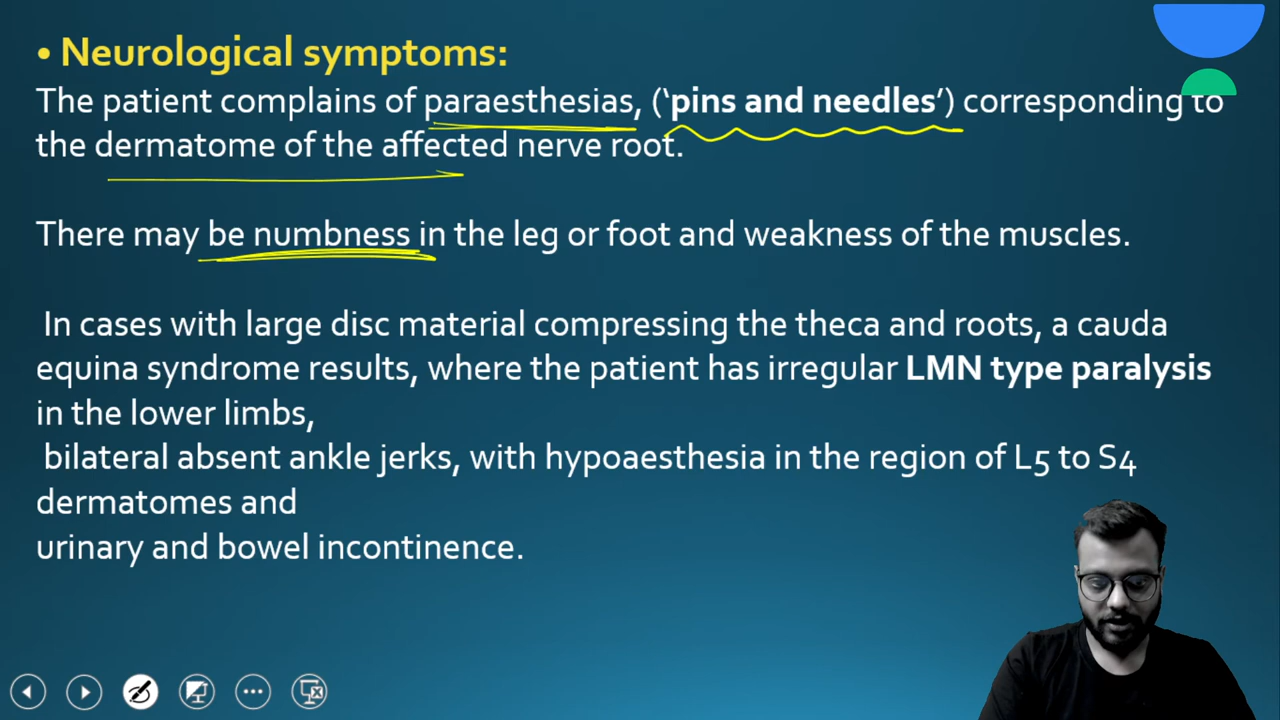 • Neurological symptoms:
The patient complains of paraesthesias, (‘pins and needles’) corresponding to
the dermatome of the affected nerve root.
There may be numbness in the leg or foot and weakness of the muscles.
In cases with large disc material compressing the theca and roots, a cauda
equina syndrome results, where the patient has irregular LMN type paralysis
in the lower limbs,
bilateral absent ankle jerks, with hypoaesthesia in the region of L5 to S4
dermatomes and
urinary and bowel incontinence.